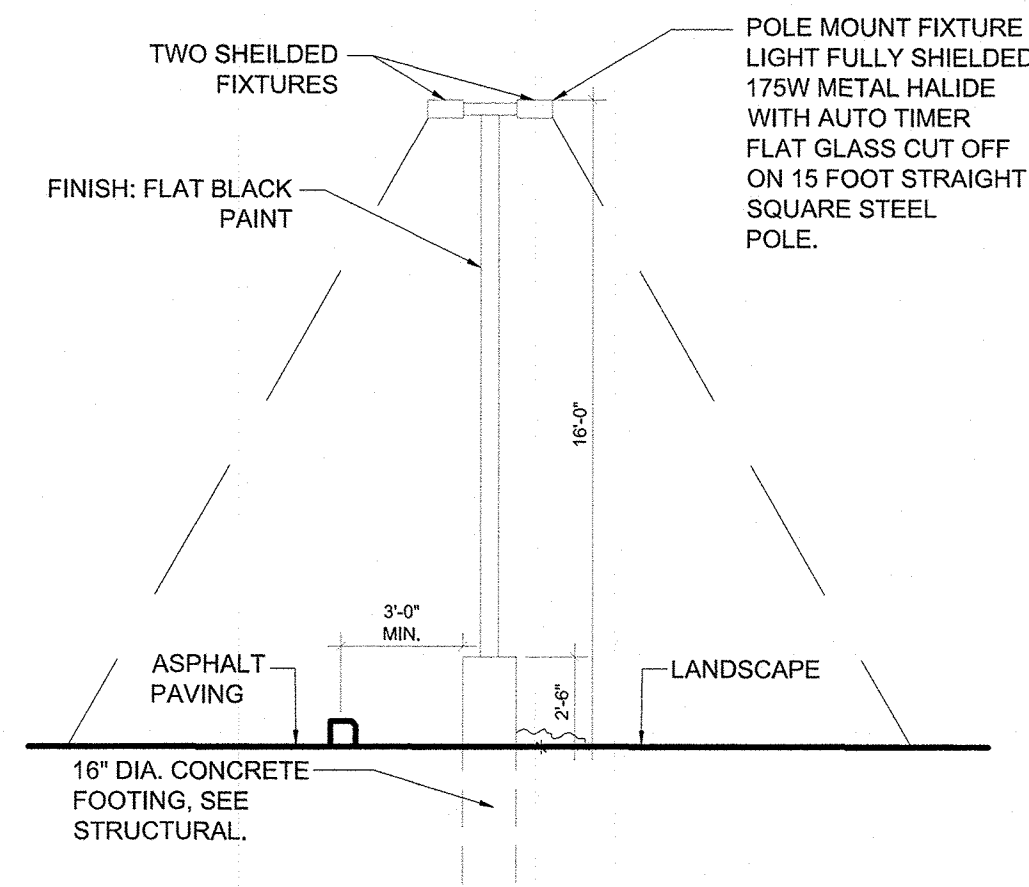 TWO SHEILDED
FIXTURES
POLE MOUNT FIXTURE
LIGHT FULLY SHIELDED
175W METAL HALIDE
WITH AUTO TIMER
FLAT GLASS CUT OFF
ON 15 FOOT STRAIGHT
SQUARE STEEL
POLE.
FINISH: FLAT BLACK
PAINT
16'-0"
3'-0"
MIN.
ASPHALT
PAVING
2'-6"
LANDSCAPE
16" DIA. CONCRETE
FOOTING, SEE
STRUCTURAL.